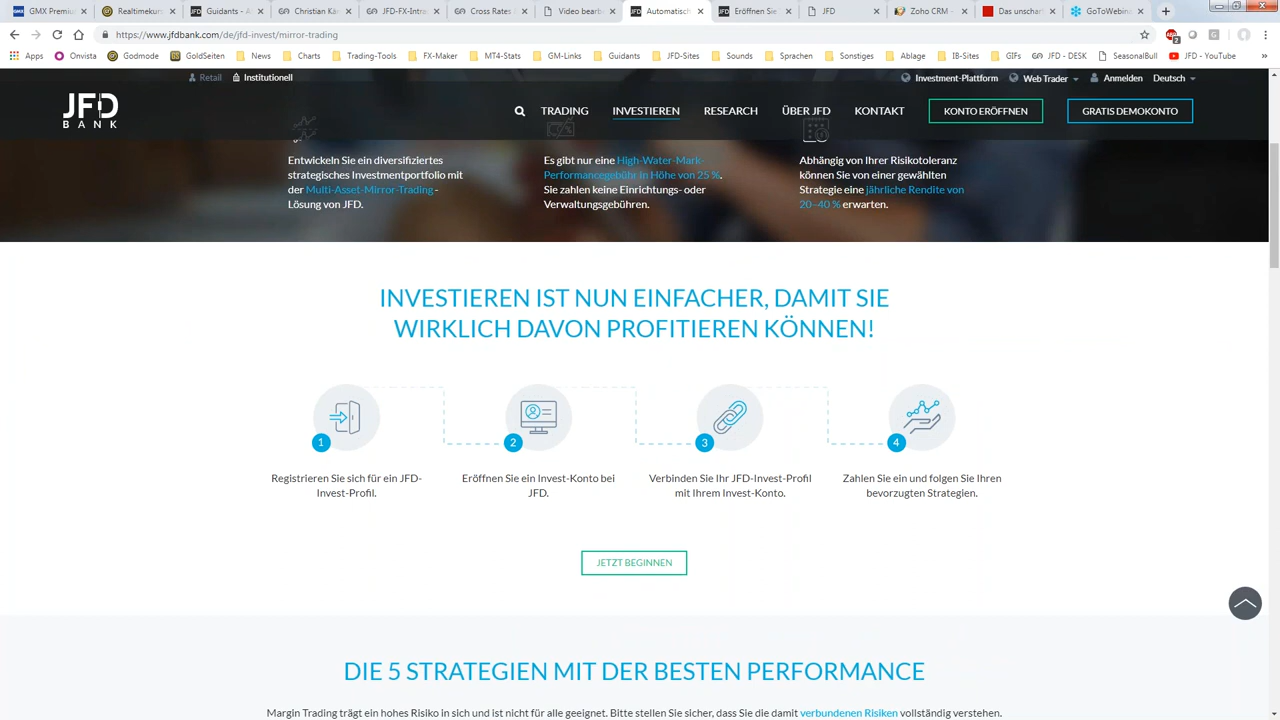 GMX Premiu
Realtimekurs
Guidants - A
Christian Kä
JFD-FX-Intra
Cross Rates
Video bearb
Automatisch
Eröffnen Sie
JFD
Zoho CRM -
Das unschar
GoToWebina
https://www.jfdbank.com/de/jfd-invest/mirror-trading
Apps
Onvista
Godmode
GoldSeiten
News
Charts
Trading-Tools
FX-Maker
MT4-Stats
GM-Links
Guidants
JFD-Sites
Sounds
Sprachen
Sonstiges
Ablage
IB-Sites
GIFs
JFD - DESK
SeasonalBull
JFD - YouTube
Retail
Institutionell
Investment-Plattform
Web Trader
Anmelden
Deutsch
JFD
BANK
TRADING
INVESTIEREN
RESEARCH
ÜBER JFD
KONTAKT
KONTO ERÖFFNEN
GRATIS DEMOKONTO
Entwickeln Sie ein diversifiziertes
strategisches Investmentportfolio mit
der Multi-Asset-Mirror-Trading -
Lösung von JFD.
Es gibt nur eine High-Water-Mark-
Performancegebühr in Höhe von 25 %.
Sie zahlen keine Einrichtungs- oder
Verwaltungsgebühren.
Abhängig von Ihrer Risikotoleranz
können Sie von einer gewählten
Strategie eine jährliche Rendite von
20–40 % erwarten.
INVESTIEREN IST NUN EINFACHER, DAMIT SIE
WIRKLICH DAVON PROFITIEREN KÖNNEN!
1
Registrieren Sie sich für ein JFD-
Invest-Profil.
2
Eröffnen Sie ein Invest-Konto bei
JFD.
3
Verbinden Sie Ihr JFD-Invest-Profil
mit Ihrem Invest-Konto.
4
Zahlen Sie ein und folgen Sie Ihren
bevorzugten Strategien.
JETZT BEGINNEN
DIE 5 STRATEGIEN MIT DER BESTEN PERFORMANCE
Margin Trading trägt ein hohes Risiko in sich und ist nicht für alle geeignet. Bitte stellen Sie sicher, dass Sie die damit verbundenen Risiken vollständig verstehen.